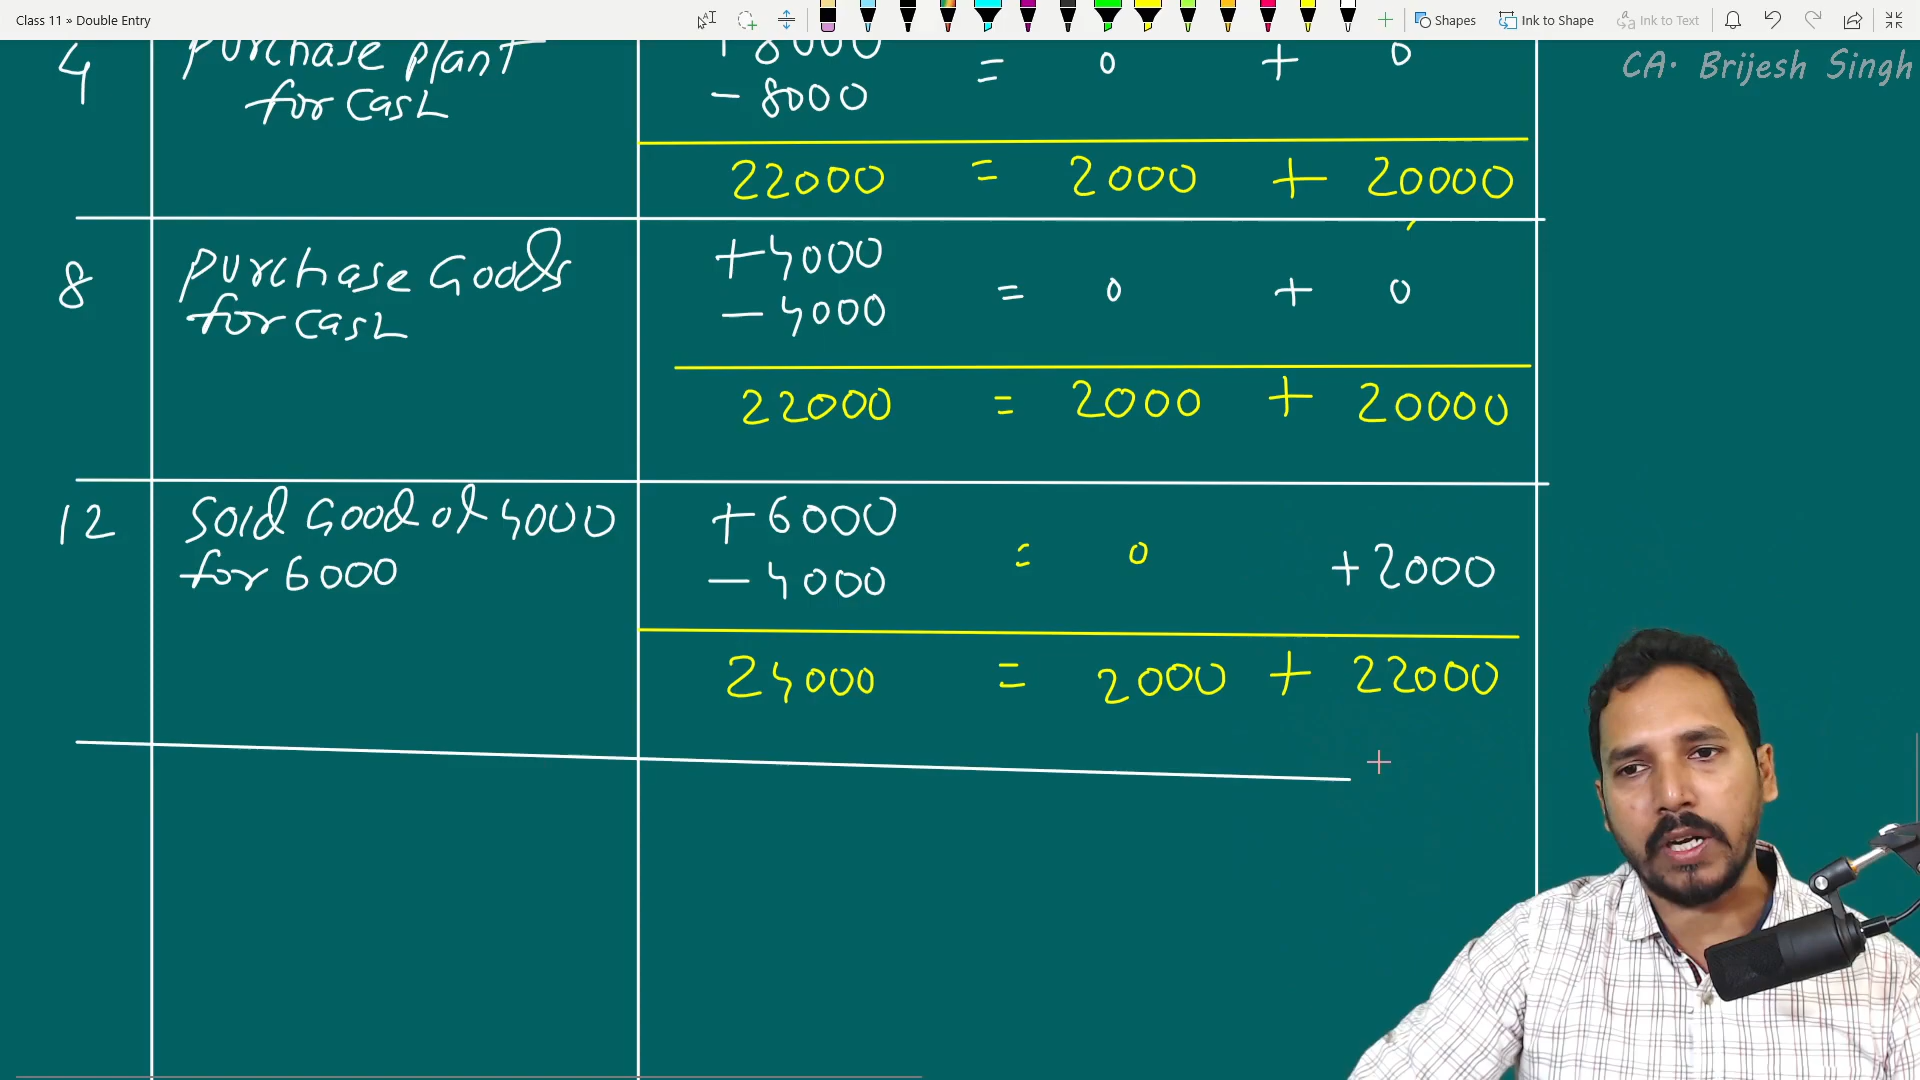 Class 11 » Double Entry
Shapes
Ink to Shape
Ink to Text
CA. Brijesh Singh
4
Purchase plant
for cash
+ 8000
- 8000
= 0 + 0
22000 = 2000 + 20000
8
Purchase Goods
for cash
+4000
- 4000
= 0 + 0
22000 = 2000 + 20000
12
Sold Good of 4000
for 6000
+ 6000
- 4000
= 0 + 2000
24000 = 2000 + 22000